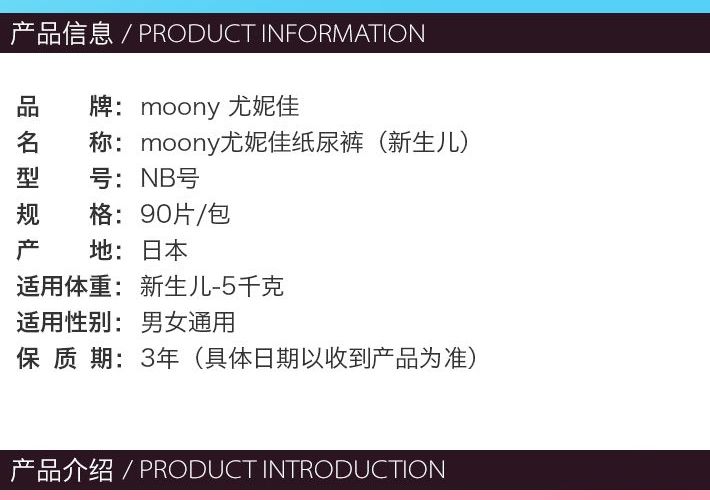 产品信息 / PRODUCT INFORMATION
品 牌：moony 尤妮佳
名 称：moony尤妮佳纸尿裤（新生儿）
型 号：NB号
规 格：90片/包
产 地：日本
适用体重：新生儿-5千克
适用性别：男女通用
保 质 期：3年（具体日期以收到产品为准）
产品介绍 / PRODUCT INTRODUCTION